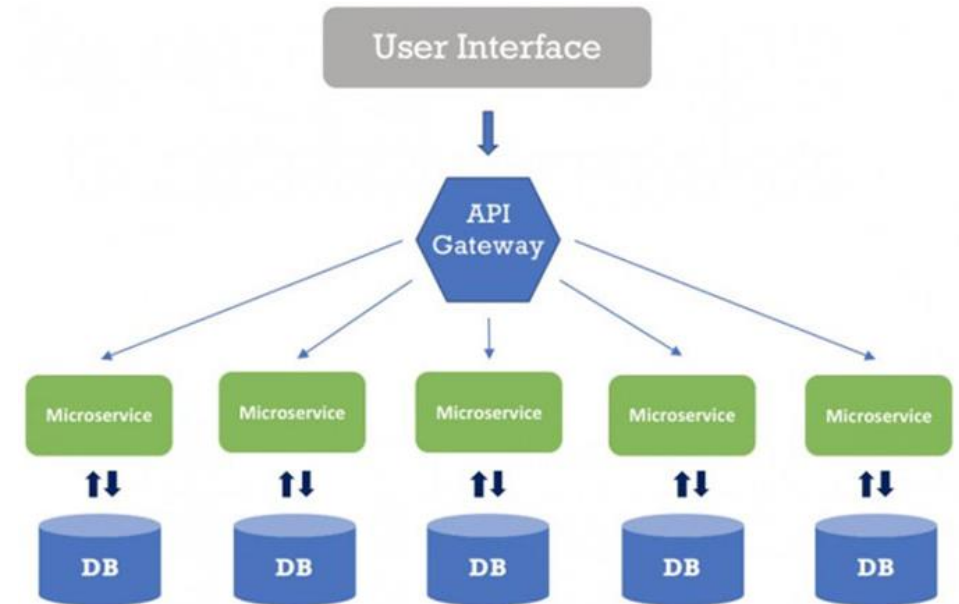 User Interface
API
Gateway
Microservice
Microservice
Microservice
Microservice
Microservice
DB
DB
DB
DB
DB